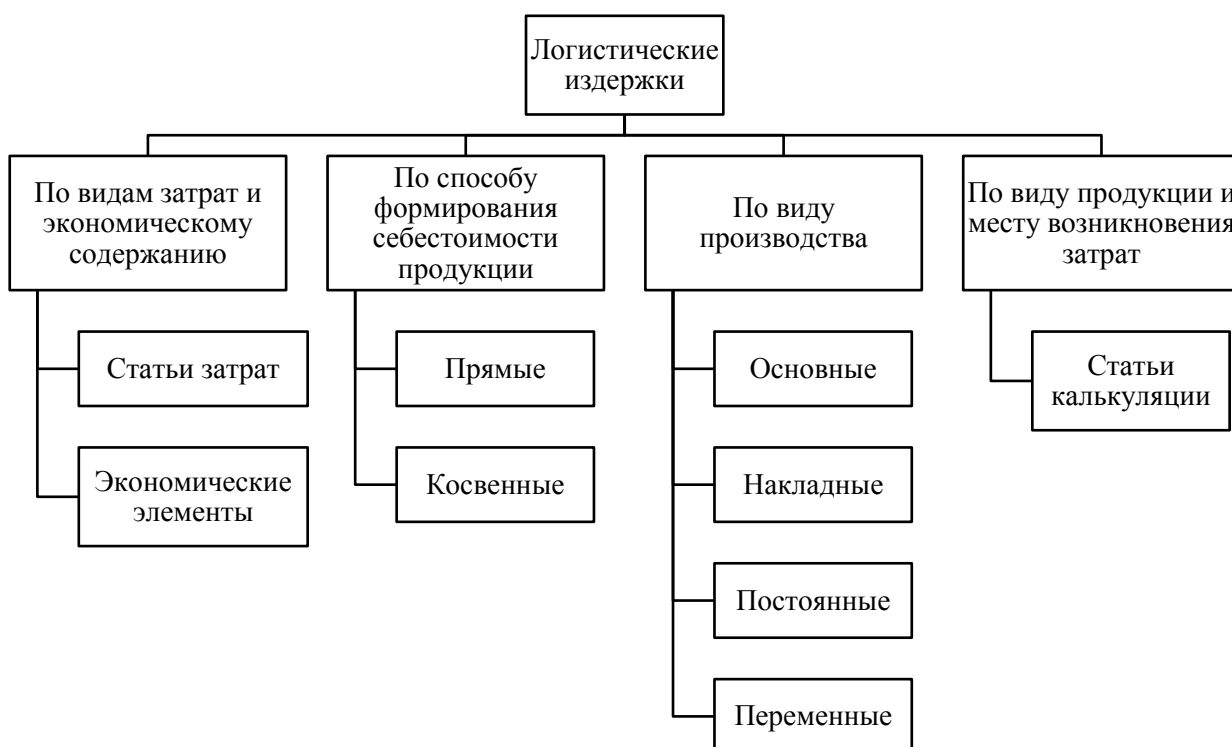 Логистические
издержки
По видам затрат и
экономическому
содержанию
По способу
формирования
себестоимости
продукции
По виду
производства
По виду продукции и
месту возникновения
затрат
Статьи затрат
Экономические
элементы
Прямые
Косвенные
Основные
Накладные
Постоянные
Переменные
Статьи
калькуляции